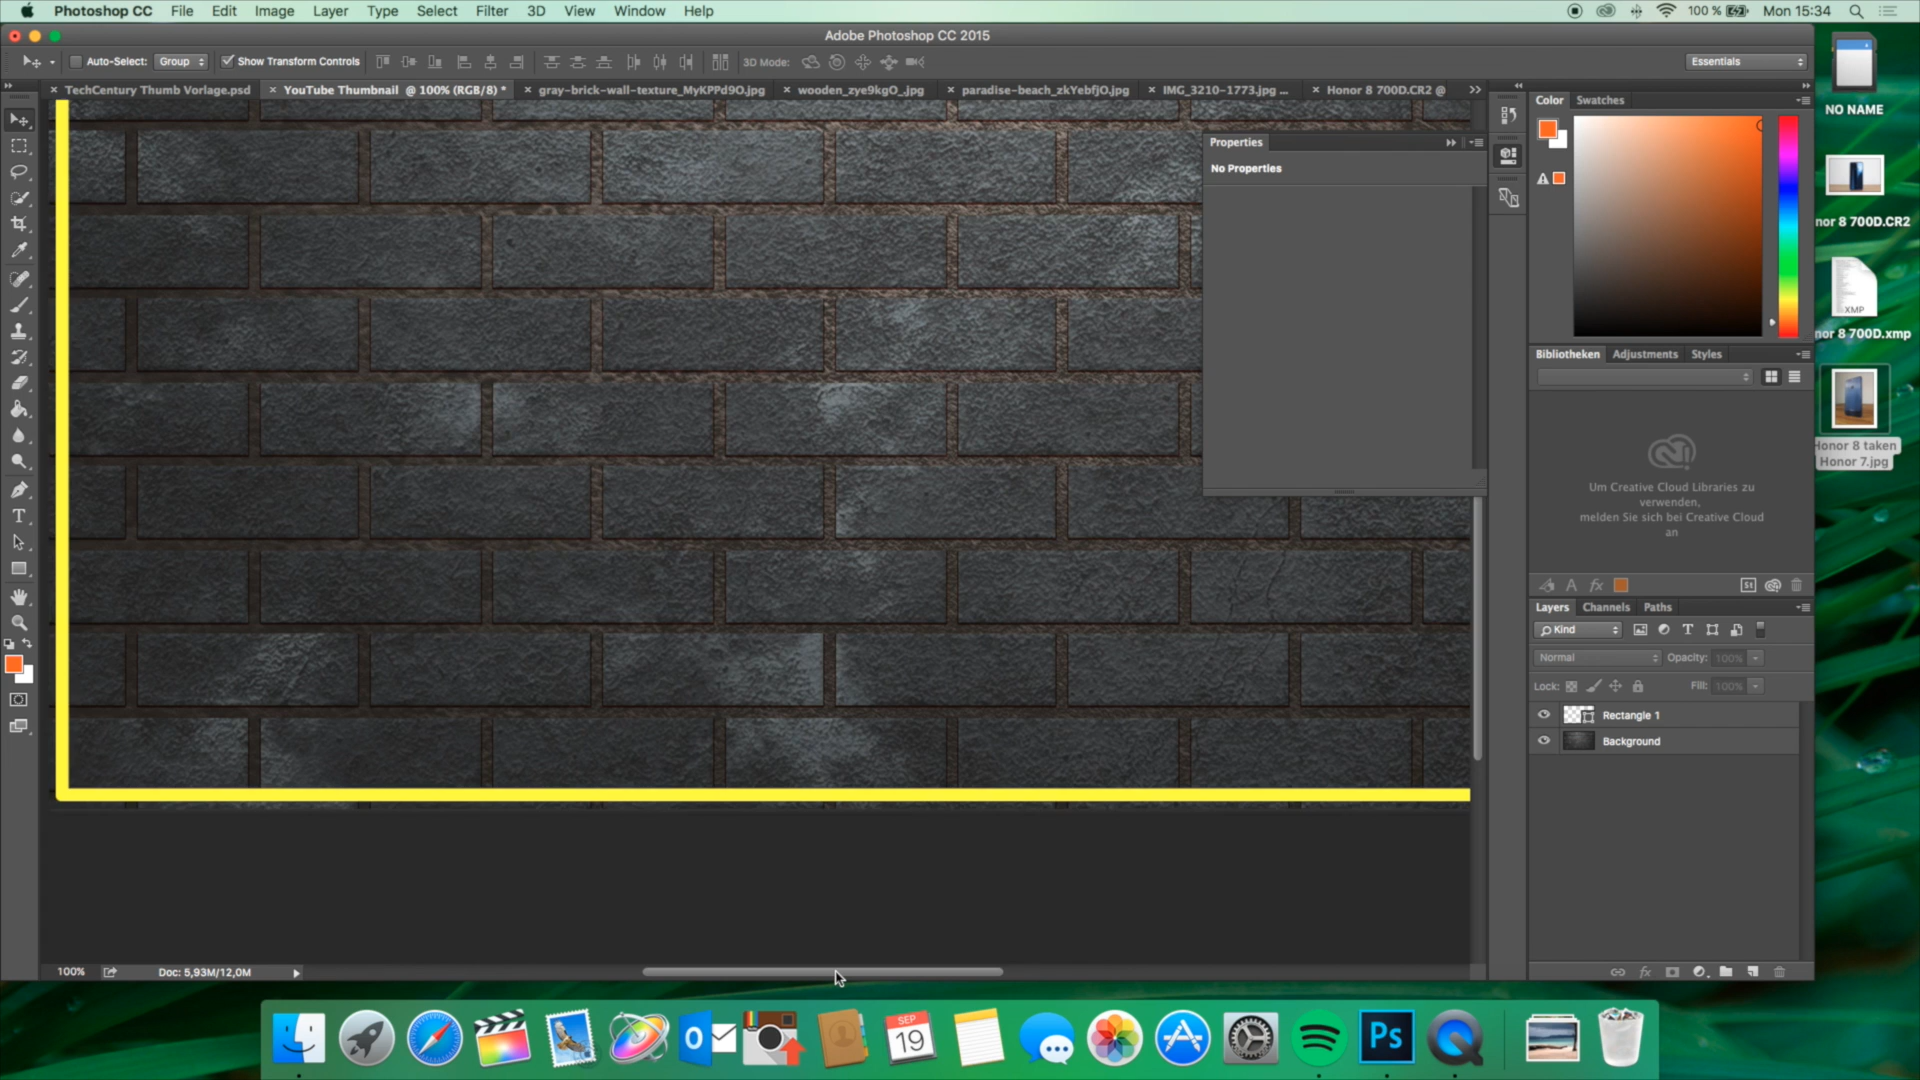 Photoshop CC File Edit Image Layer Type Select Filter 3D View Window Help 100 % Mon 15:34
Adobe Photoshop CC 2015
Auto-Select: Group Show Transform Controls 3D Mode: Essentials
TechCentury Thumb Vorlage.psd YouTube Thumbnail @ 100% (RGB/8) * gray-brick-wall-texture_MyKPPd9O.jpg wooden_zye9kgO_.jpg paradise-beach_zkYebfjO.jpg IMG_3210-1773.jpg ... Honor 8 700D.CR2 @
Color Swatches
NO NAME
Properties
No Properties
nor 8 700D.CR2
XMP
nor 8 700D.xmp
Bibliotheken Adjustments Styles
Honor 8 taken
Honor 7.jpg
Um Creative Cloud Libraries zu
verwenden,
melden Sie sich bei Creative Cloud
an
St
Layers Channels Paths
Kind
Normal Opacity: 100%
Lock: Fill: 100%
Rectangle 1
Background
100% Doc: 5,93M/12,0M
SEP
19
Ps